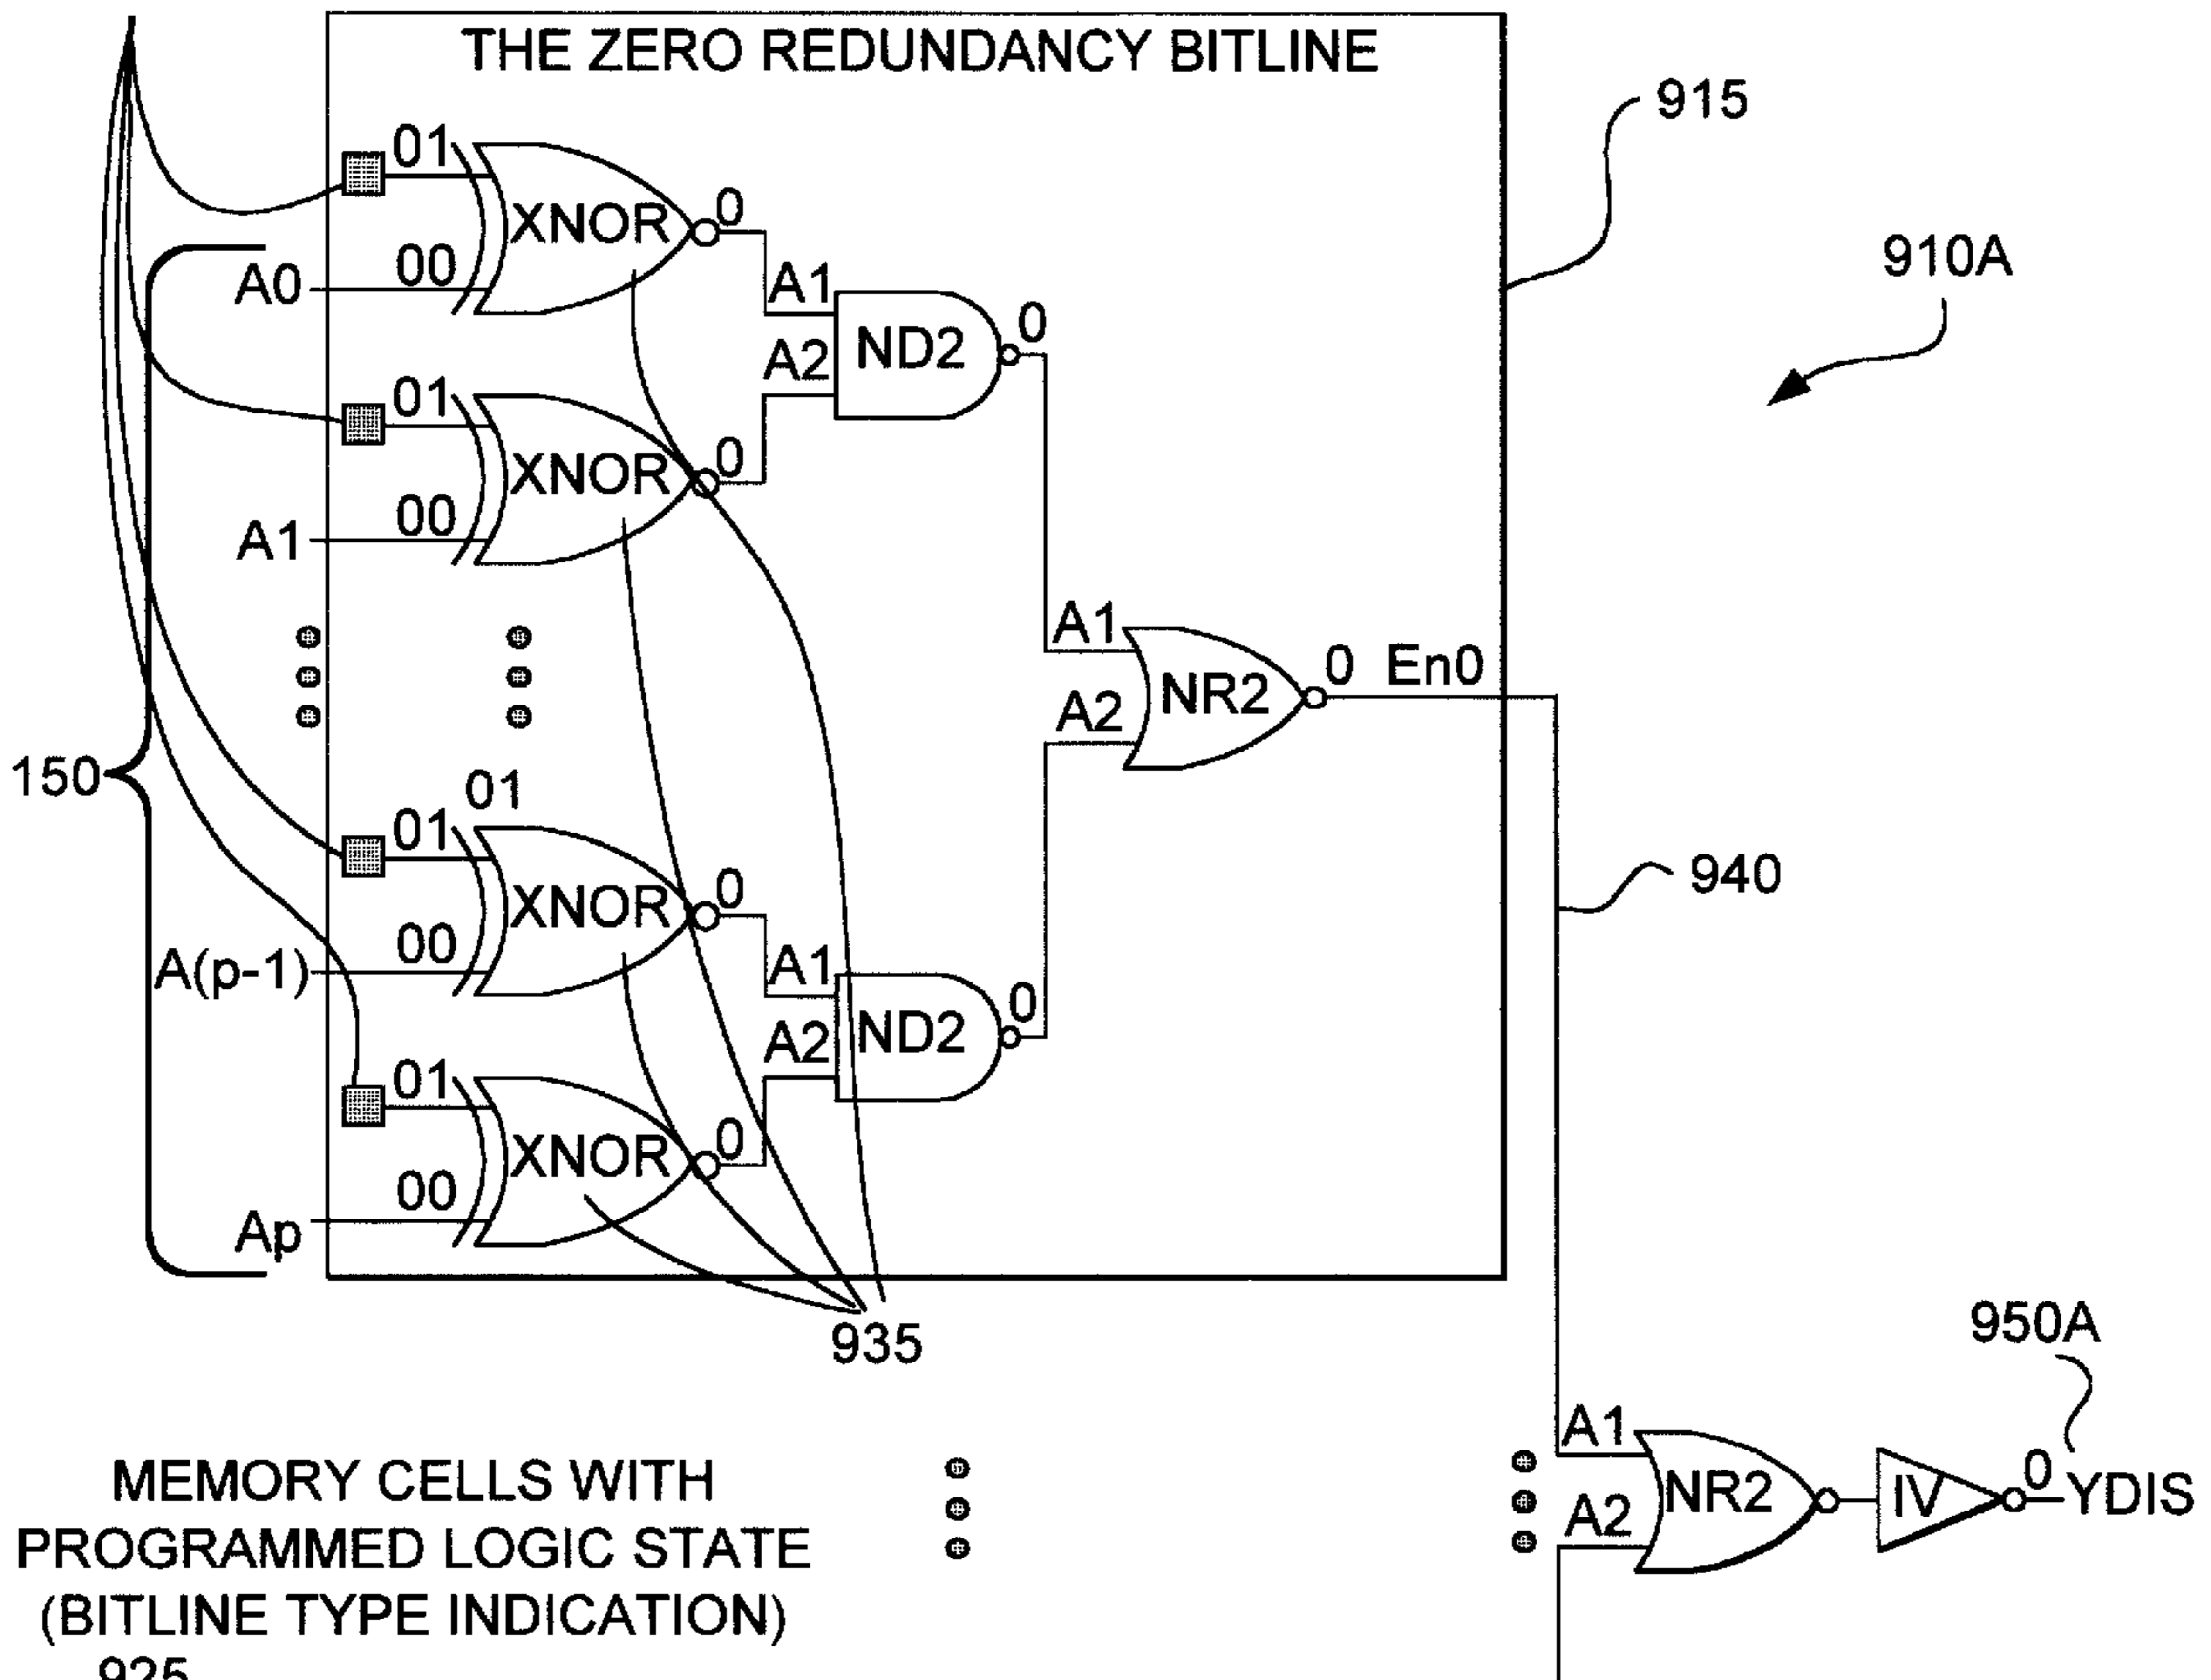 THE ZERO REDUNDANCY BITLINE
915
01
XNOR
0
00
A0
910A
A1
A2
ND2
0
01
XNOR
0
00
A1
A1
A2
NR2
0 En0
150
01
01
XNOR
0
00
A(p-1)
940
A1
A2
ND2
0
01
XNOR
0
00
Ap
935
950A
A1
A2
NR2
IV
0 YDIS
MEMORY CELLS WITH
PROGRAMMED LOGIC STATE
(BITLINE TYPE INDICATION)
925